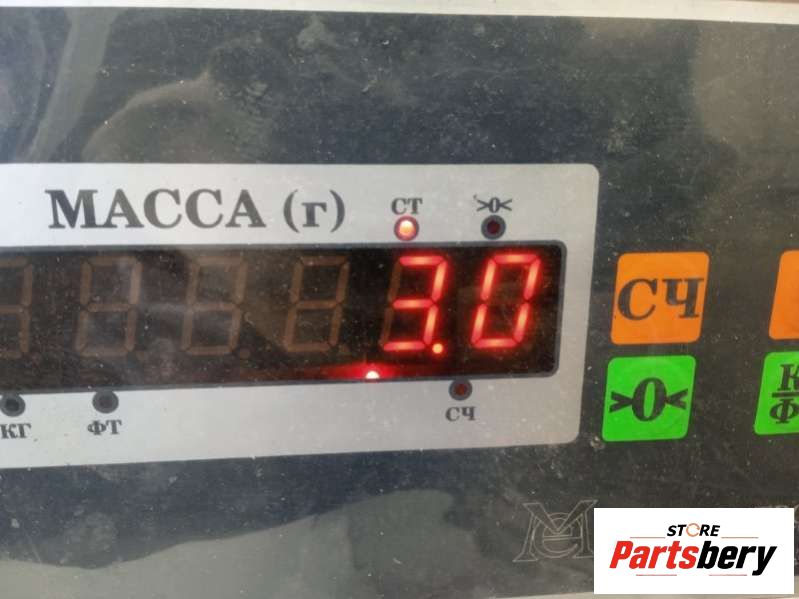 МАССА (г)
СТ
>0<
3.0
СЧ
>0<
КГ
ФТ
СЧ
К
Ф
STORE
Partsbery